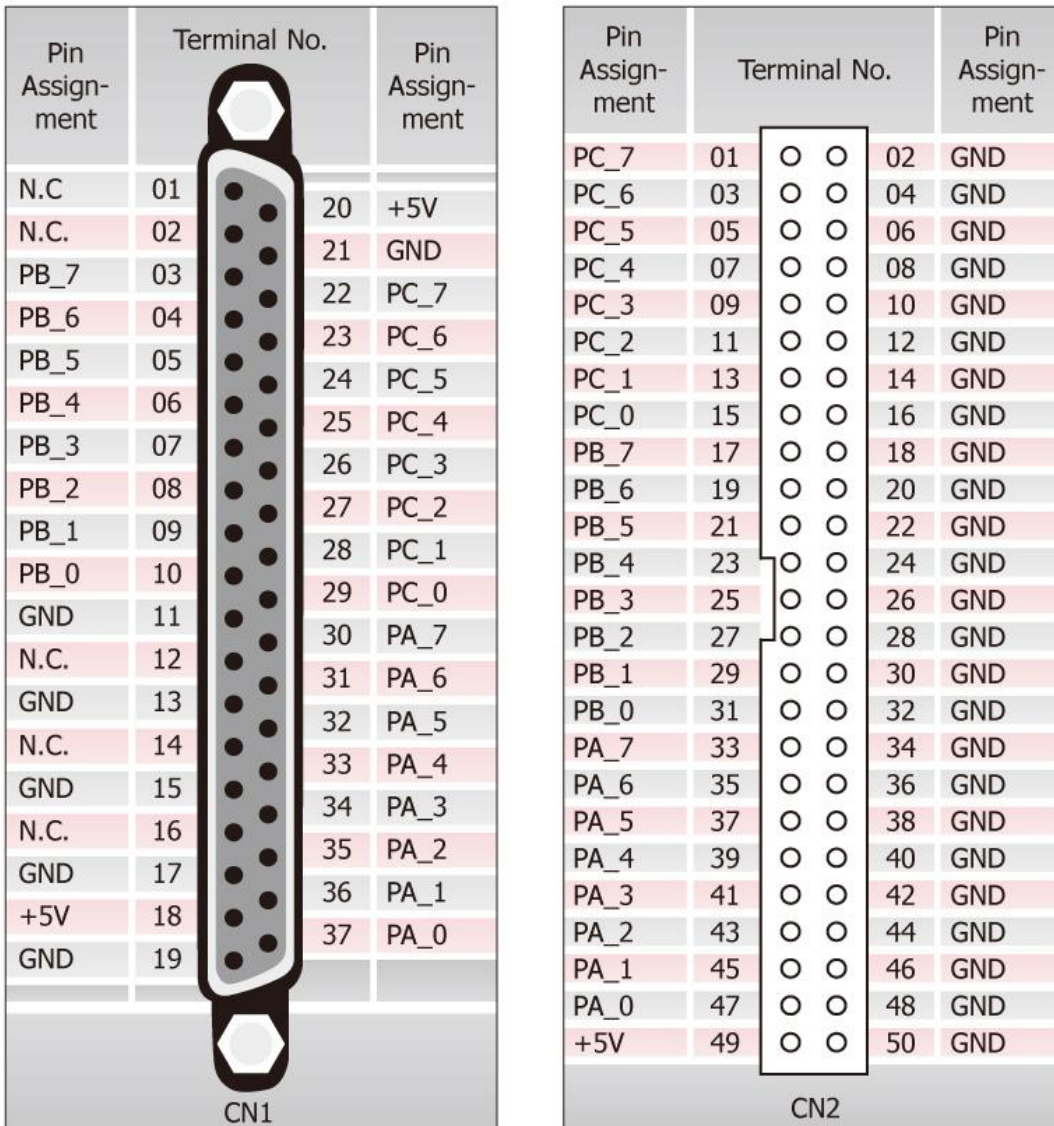 Pin Assign-ment
Terminal No.
Pin Assign-ment
N.C 01
N.C. 02
PB_7 03
PB_6 04
PB_5 05
PB_4 06
PB_3 07
PB_2 08
PB_1 09
PB_0 10
GND 11
N.C. 12
GND 13
N.C. 14
GND 15
N.C. 16
GND 17
+5V 18
GND 19
20 +5V
21 GND
22 PC_7
23 PC_6
24 PC_5
25 PC_4
26 PC_3
27 PC_2
28 PC_1
29 PC_0
30 PA_7
31 PA_6
32 PA_5
33 PA_4
34 PA_3
35 PA_2
36 PA_1
37 PA_0
CN1
Pin Assign-ment
Terminal No.
Pin Assign-ment
PC_7 01 02 GND
PC_6 03 04 GND
PC_5 05 06 GND
PC_4 07 08 GND
PC_3 09 10 GND
PC_2 11 12 GND
PC_1 13 14 GND
PC_0 15 16 GND
PB_7 17 18 GND
PB_6 19 20 GND
PB_5 21 22 GND
PB_4 23 24 GND
PB_3 25 26 GND
PB_2 27 28 GND
PB_1 29 30 GND
PB_0 31 32 GND
PA_7 33 34 GND
PA_6 35 36 GND
PA_5 37 38 GND
PA_4 39 40 GND
PA_3 41 42 GND
PA_2 43 44 GND
PA_1 45 46 GND
PA_0 47 48 GND
+5V 49 50 GND
CN2